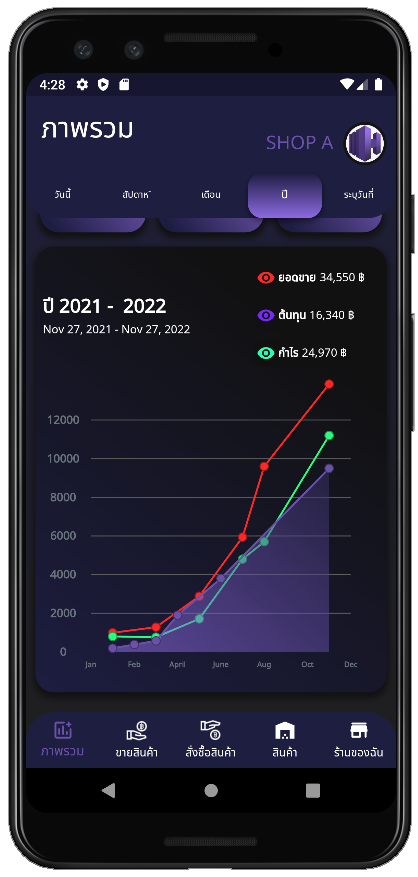 4:28
ภาพรวม
SHOP A
วันนี้
สัปดาห์
เดือน
ปี
ระบุวันที่
ยอดขาย 34,550 ฿
ปี 2021 - 2022
ต้นทุน 16,340 ฿
Nov 27, 2021 - Nov 27, 2022
กำไร 24,970 ฿
12000
10000
8000
6000
4000
2000
0
Jan Feb April June Aug Oct Dec
ภาพรวม
ขายสินค้า
สั่งซื้อสินค้า
สินค้า
ร้านของฉัน